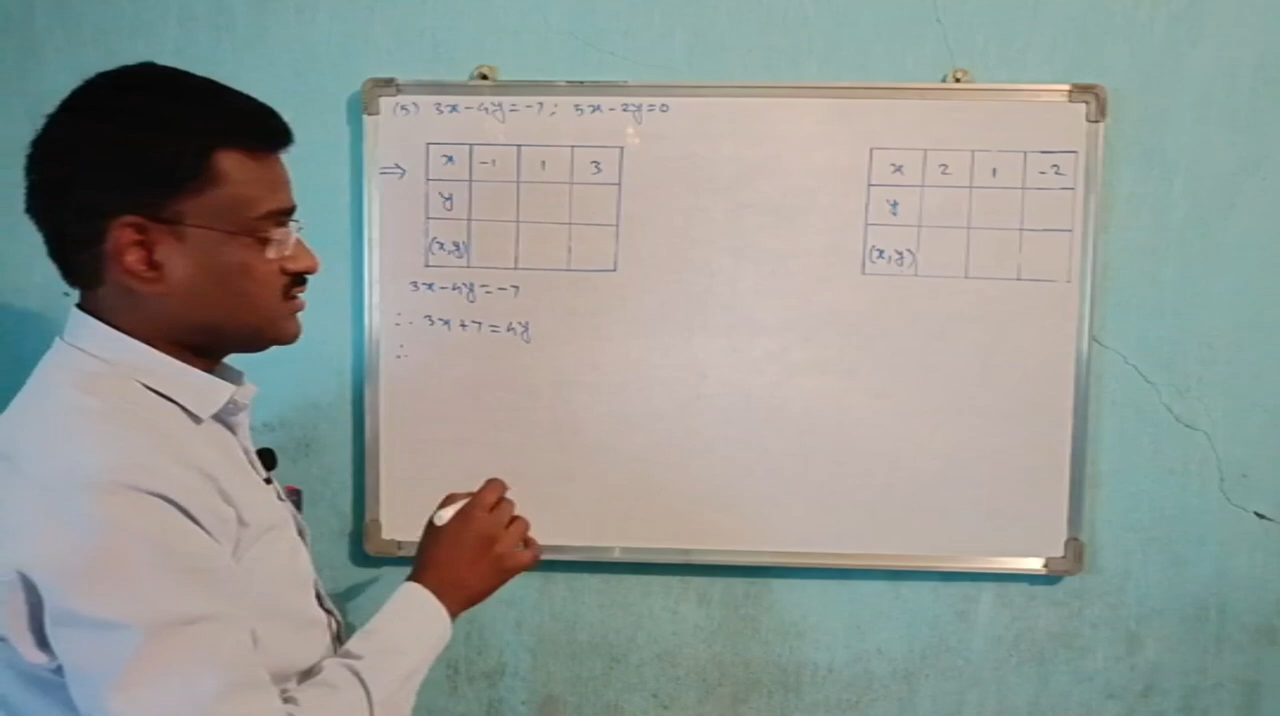 (5) 3x-4y=-7; 5x-2y=0
⇒ x -1 1 3
y
(x,y)
x 2 1 -2
y
(x,y)
3x-4y=-7
∴ 3x+7=4y
∴